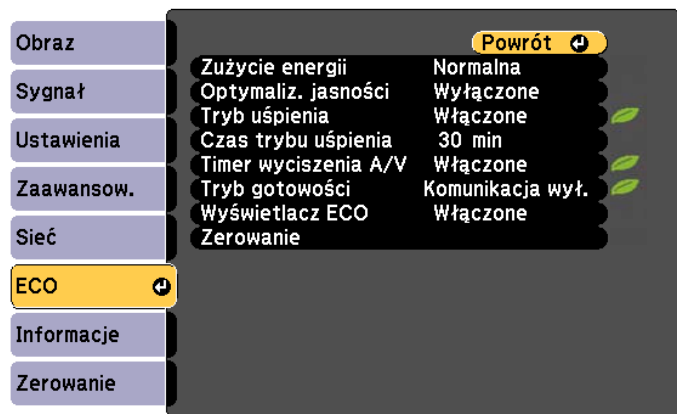 Obraz
Sygnał
Ustawienia
Zaawansow.
Sieć
ECO
Informacje
Zerowanie
Powrót
Zużycie energii Normalna
Optymaliz. jasności Wyłączone
Tryb uśpienia Włączone
Czas trybu uśpienia 30 min
Timer wyciszenia A/V Włączone
Tryb gotowości Komunikacja wył.
Wyświetlacz ECO Włączone
Zerowanie